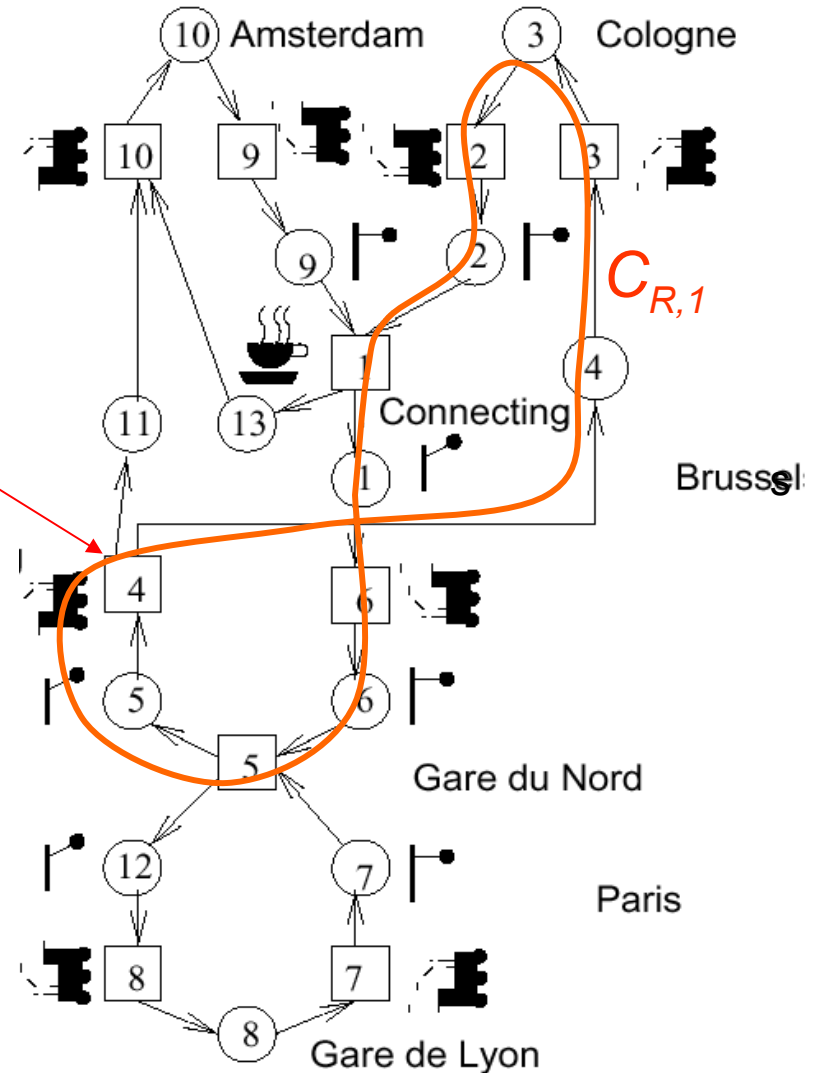 10 Amsterdam 3 Cologne
10 9 2 3
9 2
C_{R,1}
1 4
11 13 Connecting
1
Brussels
4 6
5 6
5 Gare du Nord
12 7
Paris
8 7
8
Gare de Lyon